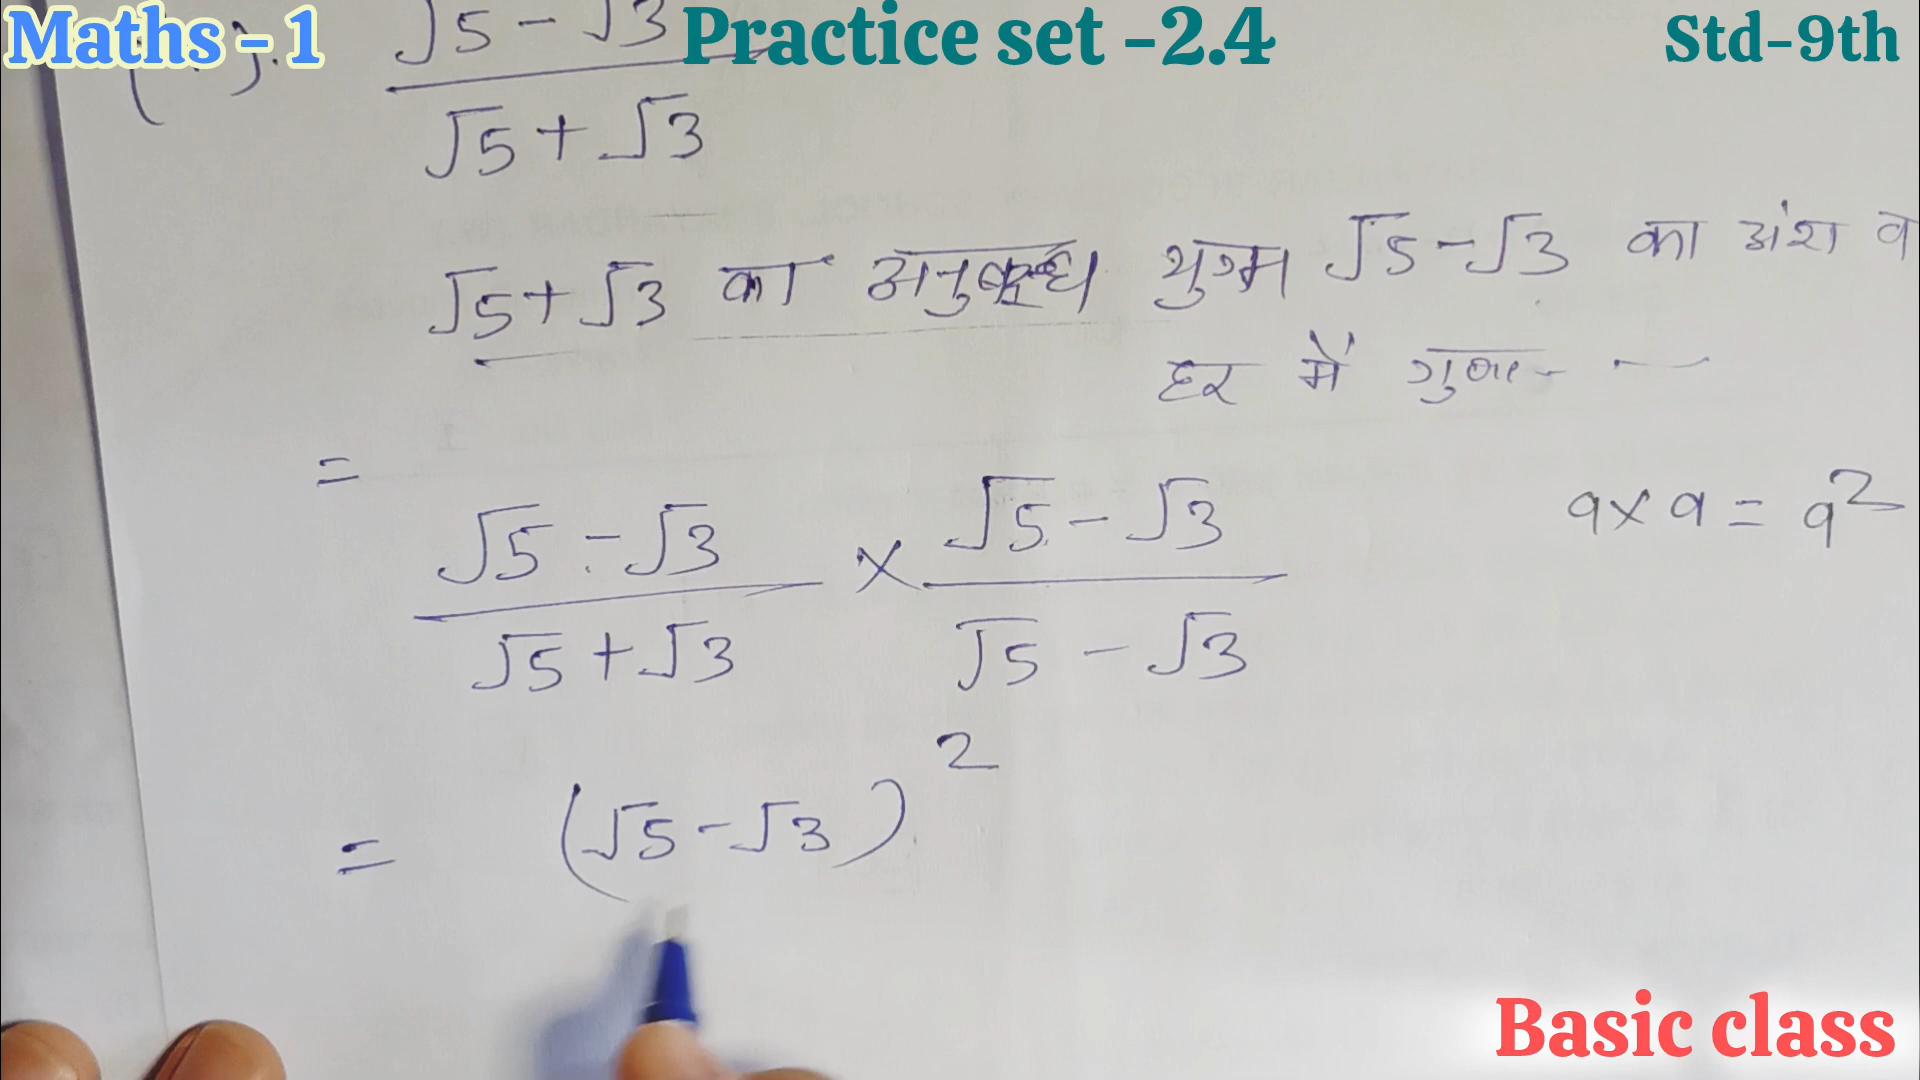 Maths - 1 Practice set -2.4 Std-9th
√5 - √3
√5 + √3
√5 + √3 का अनुबन्ध युग्म √5 - √3 का अंश व
हर में
=
√5 - √3 × √5 - √3
√5 + √3 √5 - √3
a × a = a²
= (√5 - √3)²
Basic class